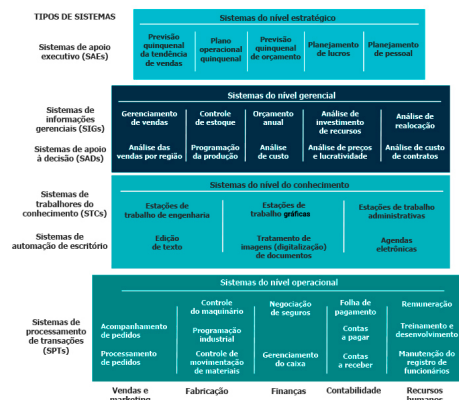 TIPOS DE SISTEMAS
Sistemas do nível estratégico
Sistemas de apoio
executivo (SAEs)
Previsão
quinquenal
da tendência
de vendas
Plano
operacional
quinquenal
Previsão
quinquenal
de orçamento
Planejamento
de lucros
Planejamento
de pessoal
Sistemas do nível gerencial
Sistemas de
informações
gerenciais (SIGs)
Gerenciamento
de vendas
Controle
de estoque
Orçamento
anual
Análise de
investimento
de recursos
Análise de
realocação
Sistemas de apoio
à decisão (SADs)
Análise das
vendas por região
Programação
da produção
Análise
de custo
Análise de preços
e lucratividade
Análise de custo
de contratos
Sistemas do nível do conhecimento
Sistemas de
trabalhores do
conhecimento (STCs)
Estações de
trabalho de engenharia
Estações de
trabalho gráficas
Estações de trabalho
administrativas
Sistemas de
automação de escritório
Edição
de texto
Tratamento de
imagens (digitalização)
de documentos
Agendas
eletrônicas
Sistemas do nível operacional
Sistemas de
processamento
de transações
(SPTs)
Acompanhamento
de pedidos
Processamento
de pedidos
Controle
do maquinário
Programação
industrial
Controle de
movimentação
de materiais
Negociação
de seguros
Gerenciamento
do caixa
Folha de
pagamento
Contas
a pagar
Contas
a receber
Remuneração
Treinamento e
desenvolvimento
Manutenção do
registro de
funcionários
Vendas e
marketing
Fabricação
Finanças
Contabilidade
Recursos
humanos